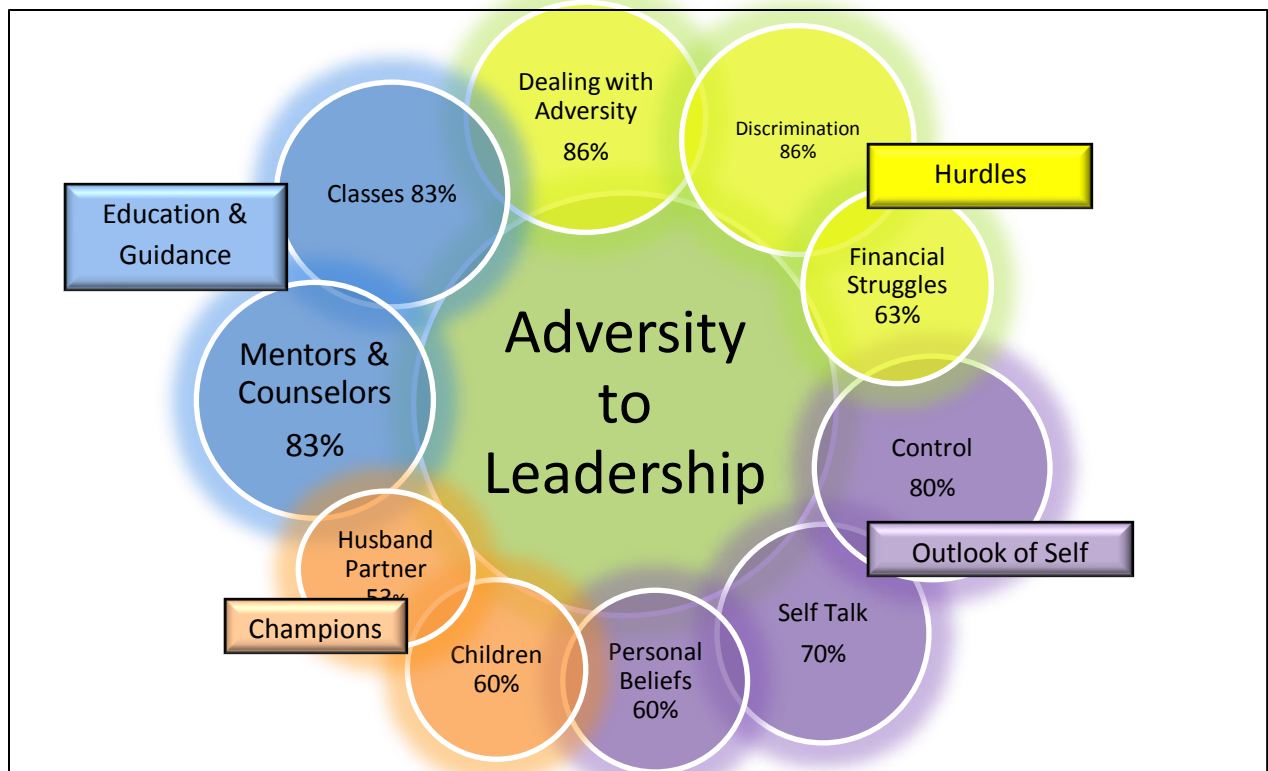 Dealing with
Adversity
86%
Discrimination
86%
Hurdles
Classes 83%
Education &
Guidance
Financial
Struggles
63%
Adversity
to
Leadership
Mentors &
Counselors
83%
Control
80%
Outlook of Self
Husband
Partner
53%
Champions
Self Talk
70%
Children
60%
Personal
Beliefs
60%